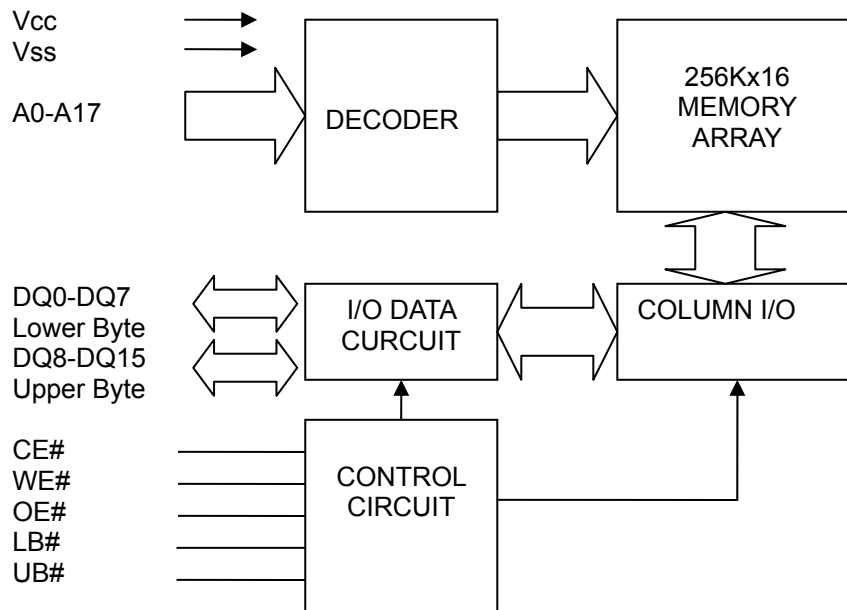 Vcc
Vss
A0-A17
DECODER
256Kx16
MEMORY
ARRAY
DQ0-DQ7
Lower Byte
DQ8-DQ15
Upper Byte
I/O DATA
CURCUIT
COLUMN I/O
CE#
WE#
OE#
LB#
UB#
CONTROL
CIRCUIT